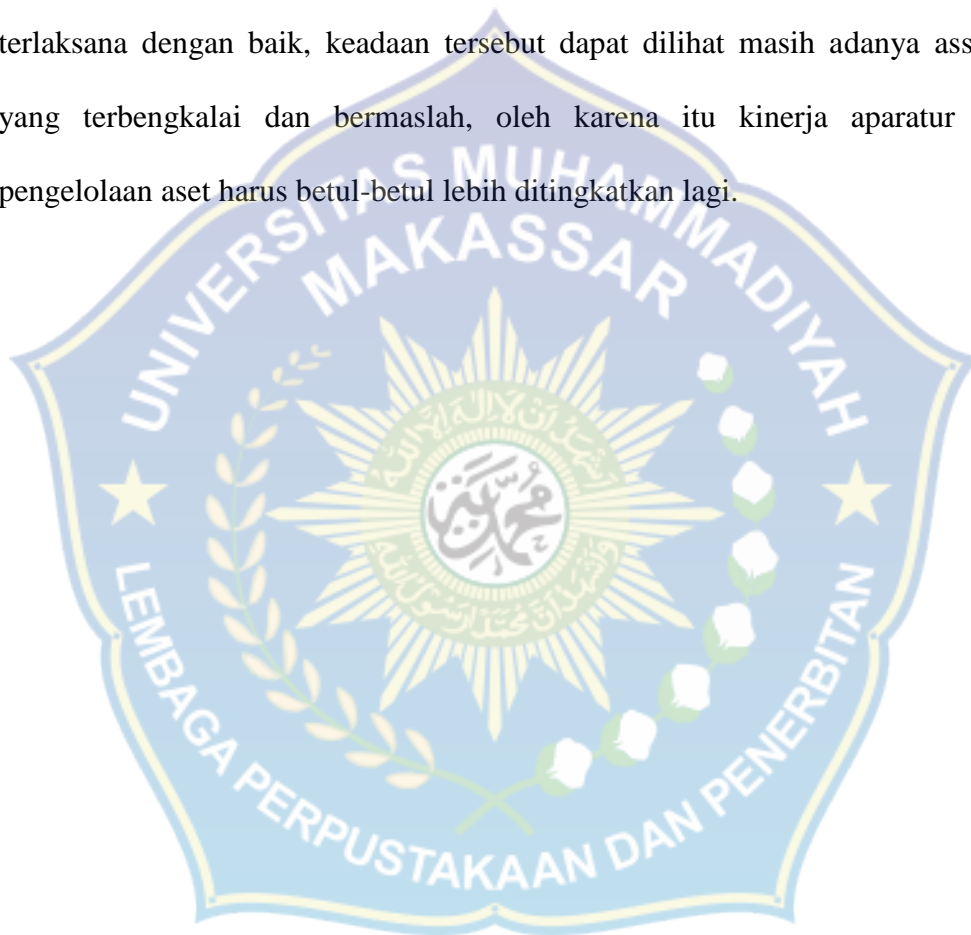 terlaksana dengan baik, keadaan tersebut dapat dilihat masih adanya ass
yang terbengkalai dan bermaslah, oleh karena itu kinerja aparatur
pengelolaan aset harus betul-betul lebih ditingkatkan lagi.
UNIVERSITAS MUHAMMADIYAH
MAKASSAR
LEMBAGA PERPUSTAKAAN DAN PENERBITAN